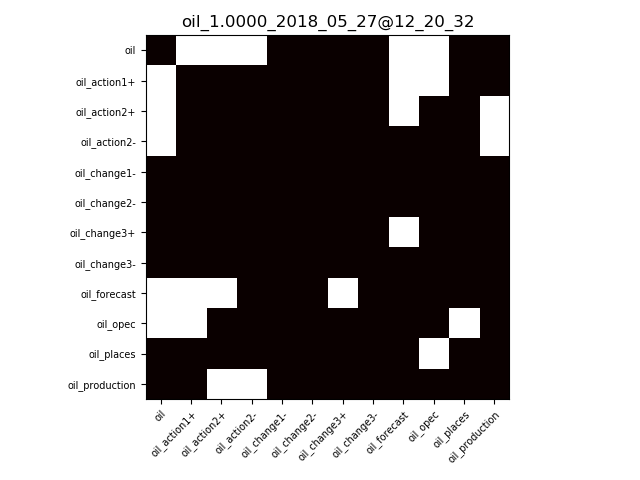 oil_1.0000_2018_05_27@12_20_32
oil
oil_action1+
oil_action2+
oil_action2-
oil_change1-
oil_change2-
oil_change3+
oil_change3-
oil_forecast
oil_opec
oil_places
oil_production
oil
oil_action1+
oil_action2+
oil_action2-
oil_change1-
oil_change2-
oil_change3+
oil_change3-
oil_forecast
oil_opec
oil_places
oil_production